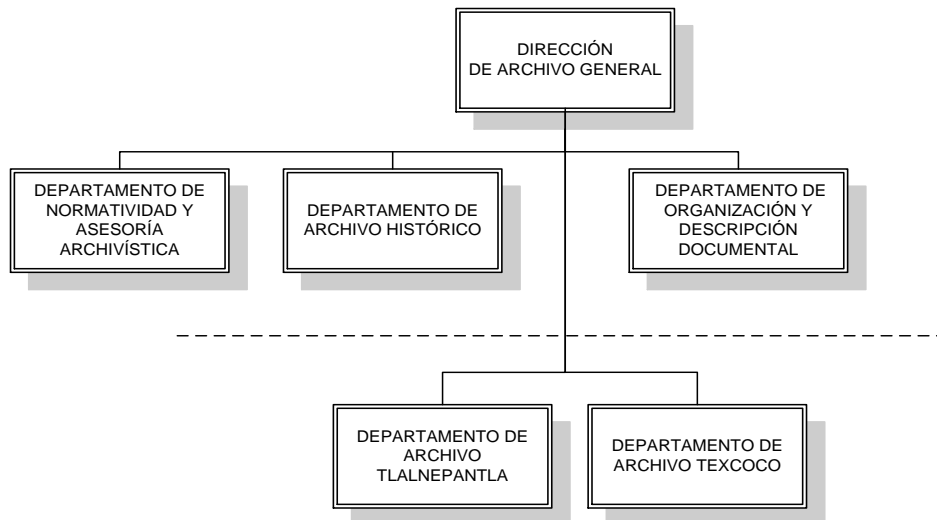 DIRECCIÓN
DE ARCHIVO GENERAL
DEPARTAMENTO DE
NORMATIVIDAD Y
ASESORÍA
ARCHIVÍSTICA
DEPARTAMENTO DE
ARCHIVO HISTÓRICO
DEPARTAMENTO DE
ORGANIZACIÓN Y
DESCRIPCIÓN
DOCUMENTAL
DEPARTAMENTO DE
ARCHIVO
TLALNEPANTLA
DEPARTAMENTO DE
ARCHIVO TEXCOCO